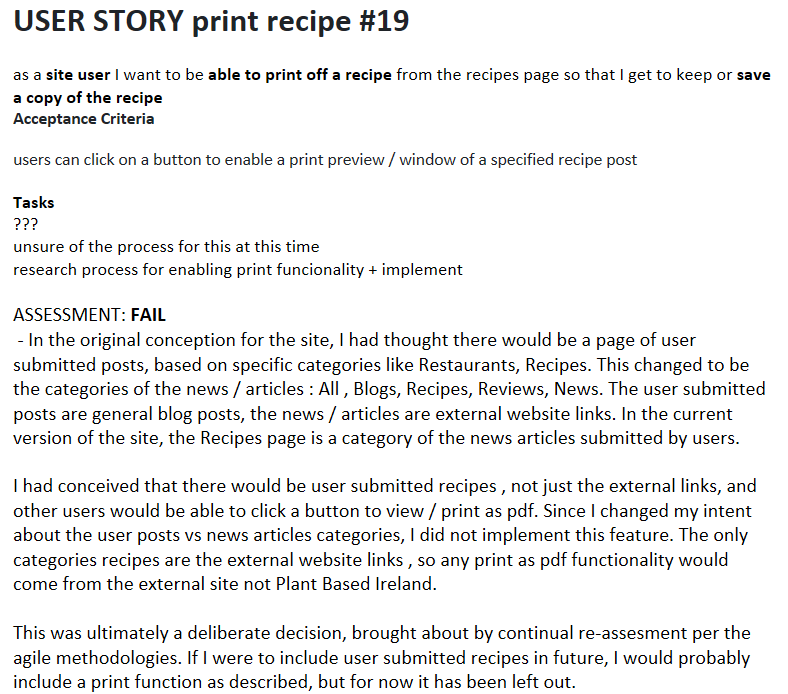 USER STORY print recipe #19
as a site user I want to be able to print off a recipe from the recipes page so that I get to keep or save
a copy of the recipe
Acceptance Criteria
users can click on a button to enable a print preview / window of a specified recipe post
Tasks
???
unsure of the process for this at this time
research process for enabling print funcionality + implement
ASSESSMENT: FAIL
- In the original conception for the site, I had thought there would be a page of user
submitted posts, based on specific categories like Restaurants, Recipes. This changed to be
the categories of the news / articles : All , Blogs, Recipes, Reviews, News. The user submitted
posts are general blog posts, the news / articles are external website links. In the current
version of the site, the Recipes page is a category of the news articles submitted by users.
I had conceived that there would be user submitted recipes , not just the external links, and
other users would be able to click a button to view / print as pdf. Since I changed my intent
about the user posts vs news articles categories, I did not implement this feature. The only
categories recipes are the external website links , so any print as pdf functionality would
come from the external site not Plant Based Ireland.
This was ultimately a deliberate decision, brought about by continual re-assesment per the
agile methodologies. If I were to include user submitted recipes in future, I would probably
include a print function as described, but for now it has been left out.